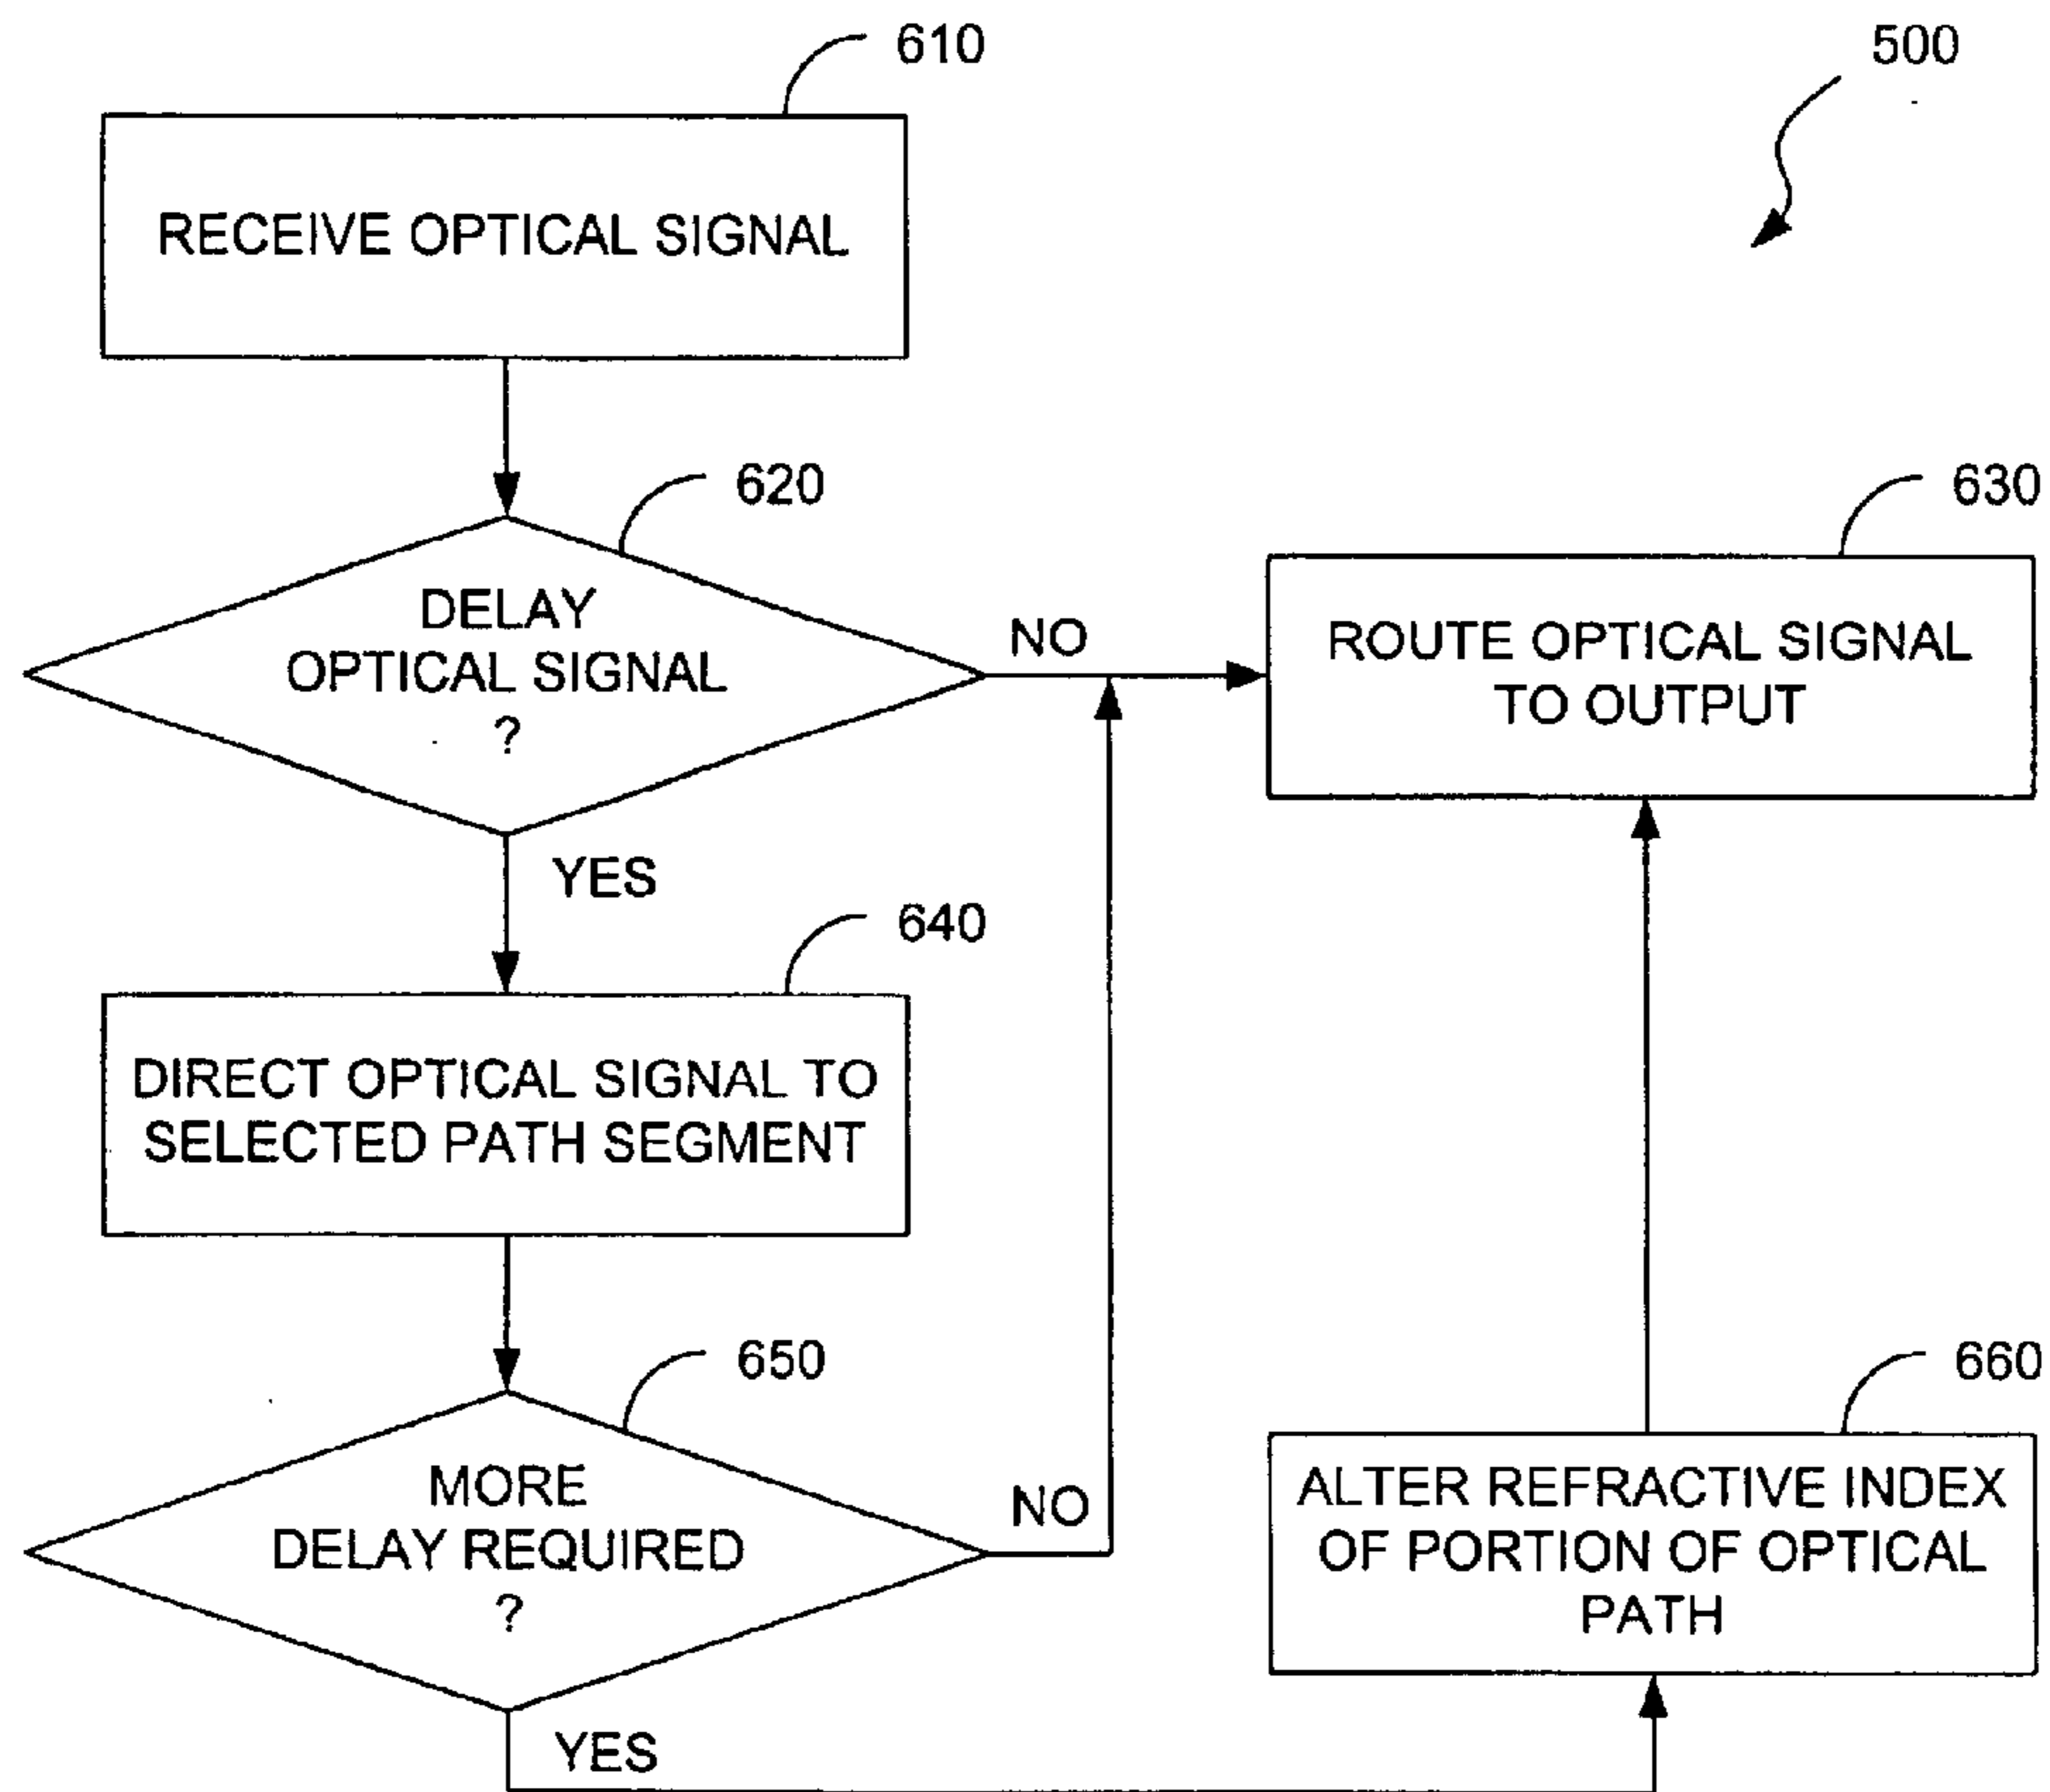 610
500
RECEIVE OPTICAL SIGNAL
620
630
DELAY
OPTICAL SIGNAL
?
NO
ROUTE OPTICAL SIGNAL
TO OUTPUT
YES
640
DIRECT OPTICAL SIGNAL TO
SELECTED PATH SEGMENT
650
660
MORE
DELAY REQUIRED
?
NO
ALTER REFRACTIVE INDEX
OF PORTION OF OPTICAL
PATH
YES